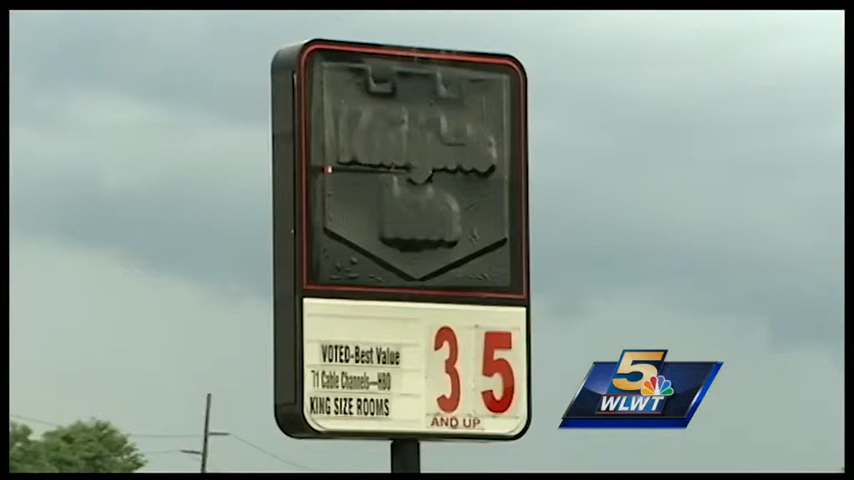 VOTED-Best Value
71 Cable Channels-HBO
KING SIZE ROOMS
35
AND UP
5
WLWT